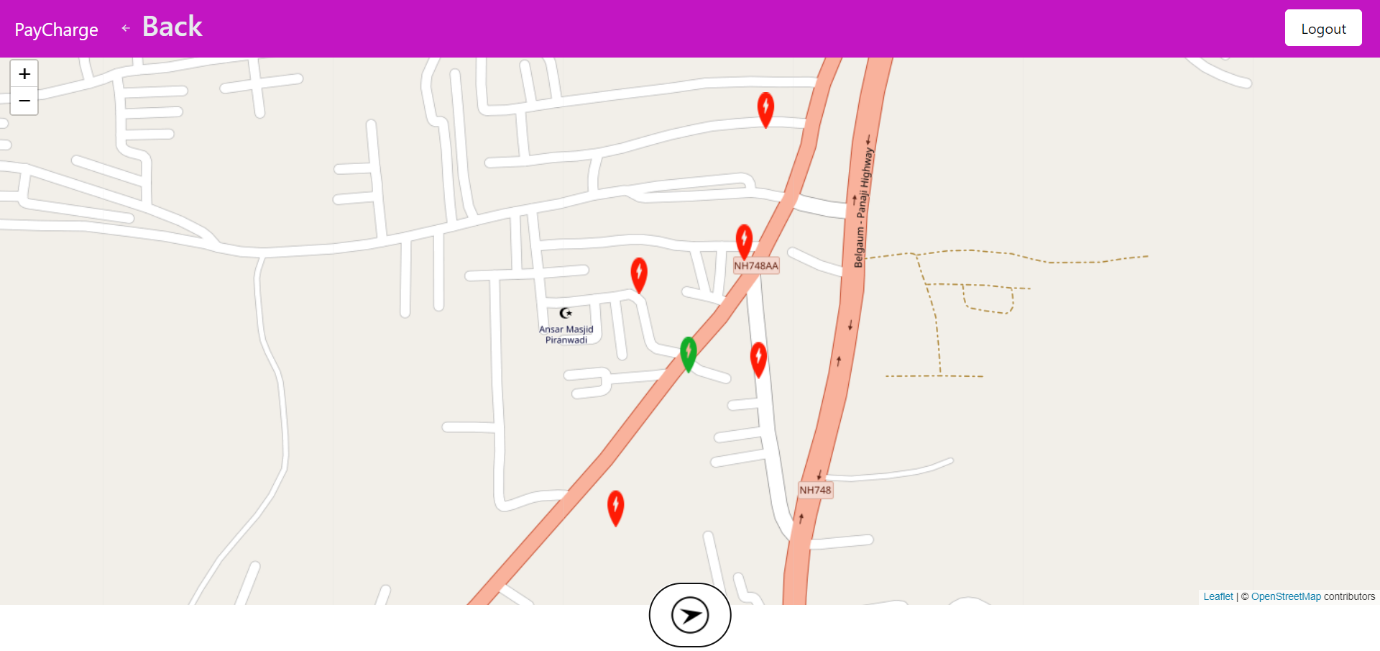 PayCharge ← Back
Logout
+
−
Belgaum - Panaji Highway
NH748AA
Ansar Masjid
Piranwadi
NH748
Leaflet | © OpenStreetMap contributors